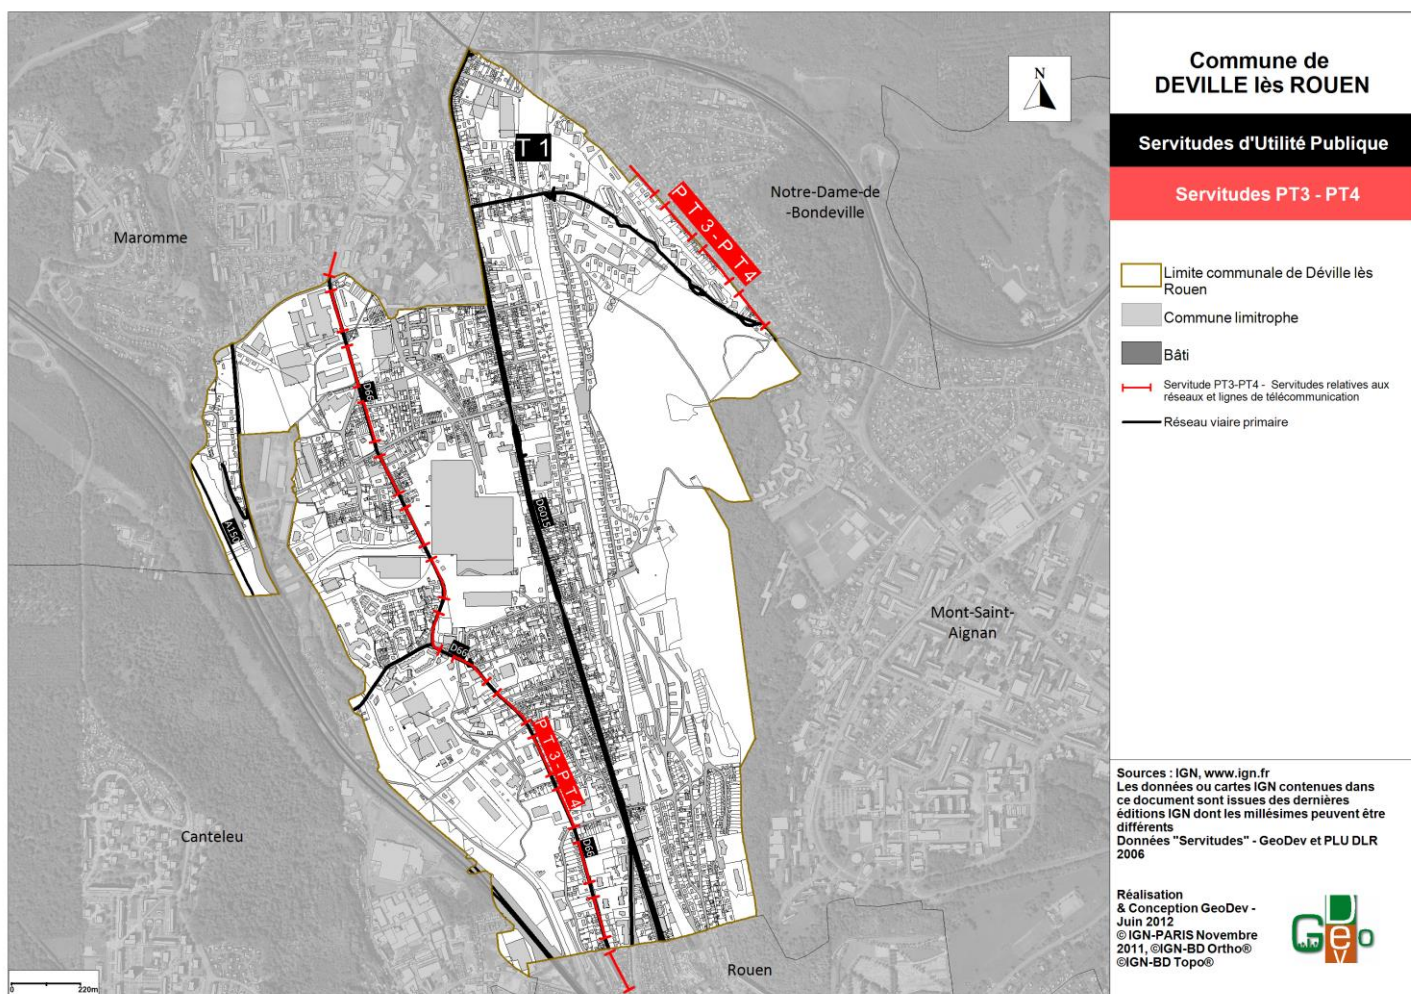 Commune de
DEVILLE lès ROUEN
Servitudes d'Utilité Publique
Servitudes PT3 - PT4
Limite communale de Déville lès
Rouen
Commune limitrophe
Bâti
Servitude PT3-PT4 - Servitudes relatives aux
réseaux et lignes de télécommunication
Réseau viaire primaire
Sources : IGN, www.ign.fr
Les données ou cartes IGN contenues dans
ce document sont issues des dernières
éditions IGN dont les millésimes peuvent être
différents
Données "Servitudes" - GeoDev et PLU DLR
2006
Réalisation
& Conception GeoDev -
Juin 2012
© IGN-PARIS Novembre
2011, ©IGN-BD Ortho®
©IGN-BD Topo®
GeoDev
N
T 1
PT3-PT4
Notre-Dame-de
-Bondeville
Maromme
D66
D6015
A150
Mont-Saint-
Aignan
D66
PT3-PT4
Canteleu
D66
Rouen
0 220m